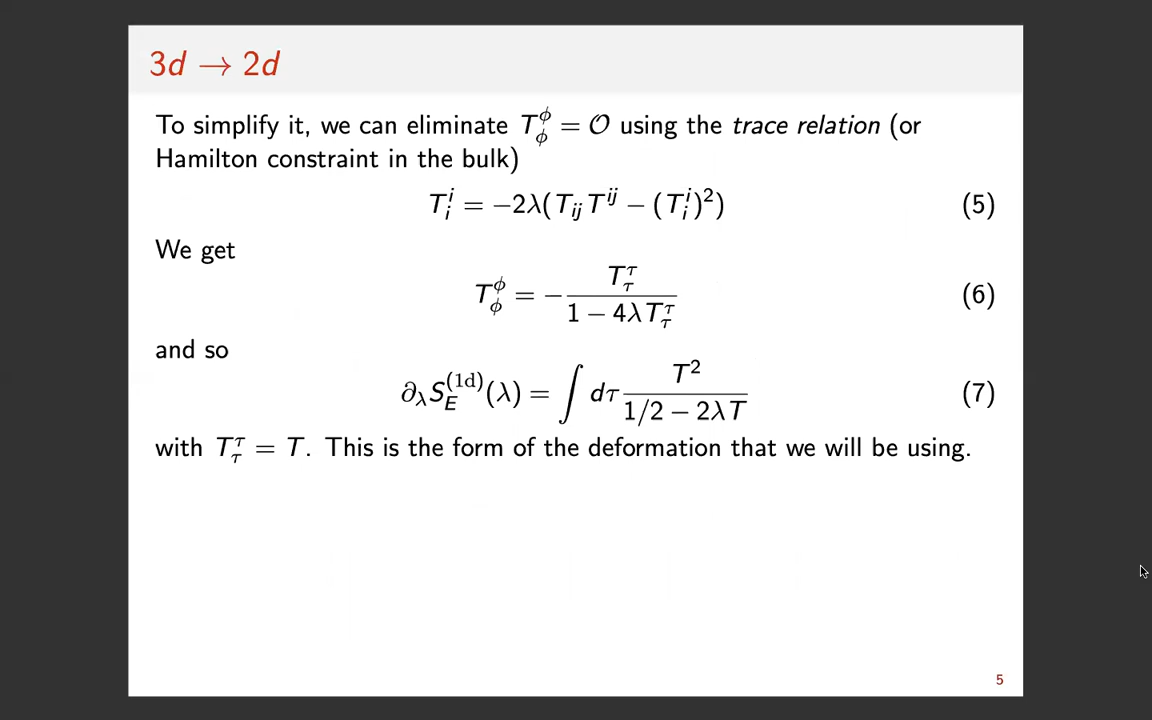 3d → 2d
To simplify it, we can eliminate T^ϕ_ϕ = 𝒪 using the trace relation (or
Hamilton constraint in the bulk)
T^i_i = −2λ(T_{ij}T^{ij} − (T^i_i)^2) (5)
We get
T^ϕ_ϕ = − T^τ_τ / (1 − 4λT^τ_τ) (6)
and so
∂_λ S_E^{(1d)}(λ) = ∫ dτ T^2 / (1/2 − 2λT) (7)
with T^τ_τ = T. This is the form of the deformation that we will be using.
5